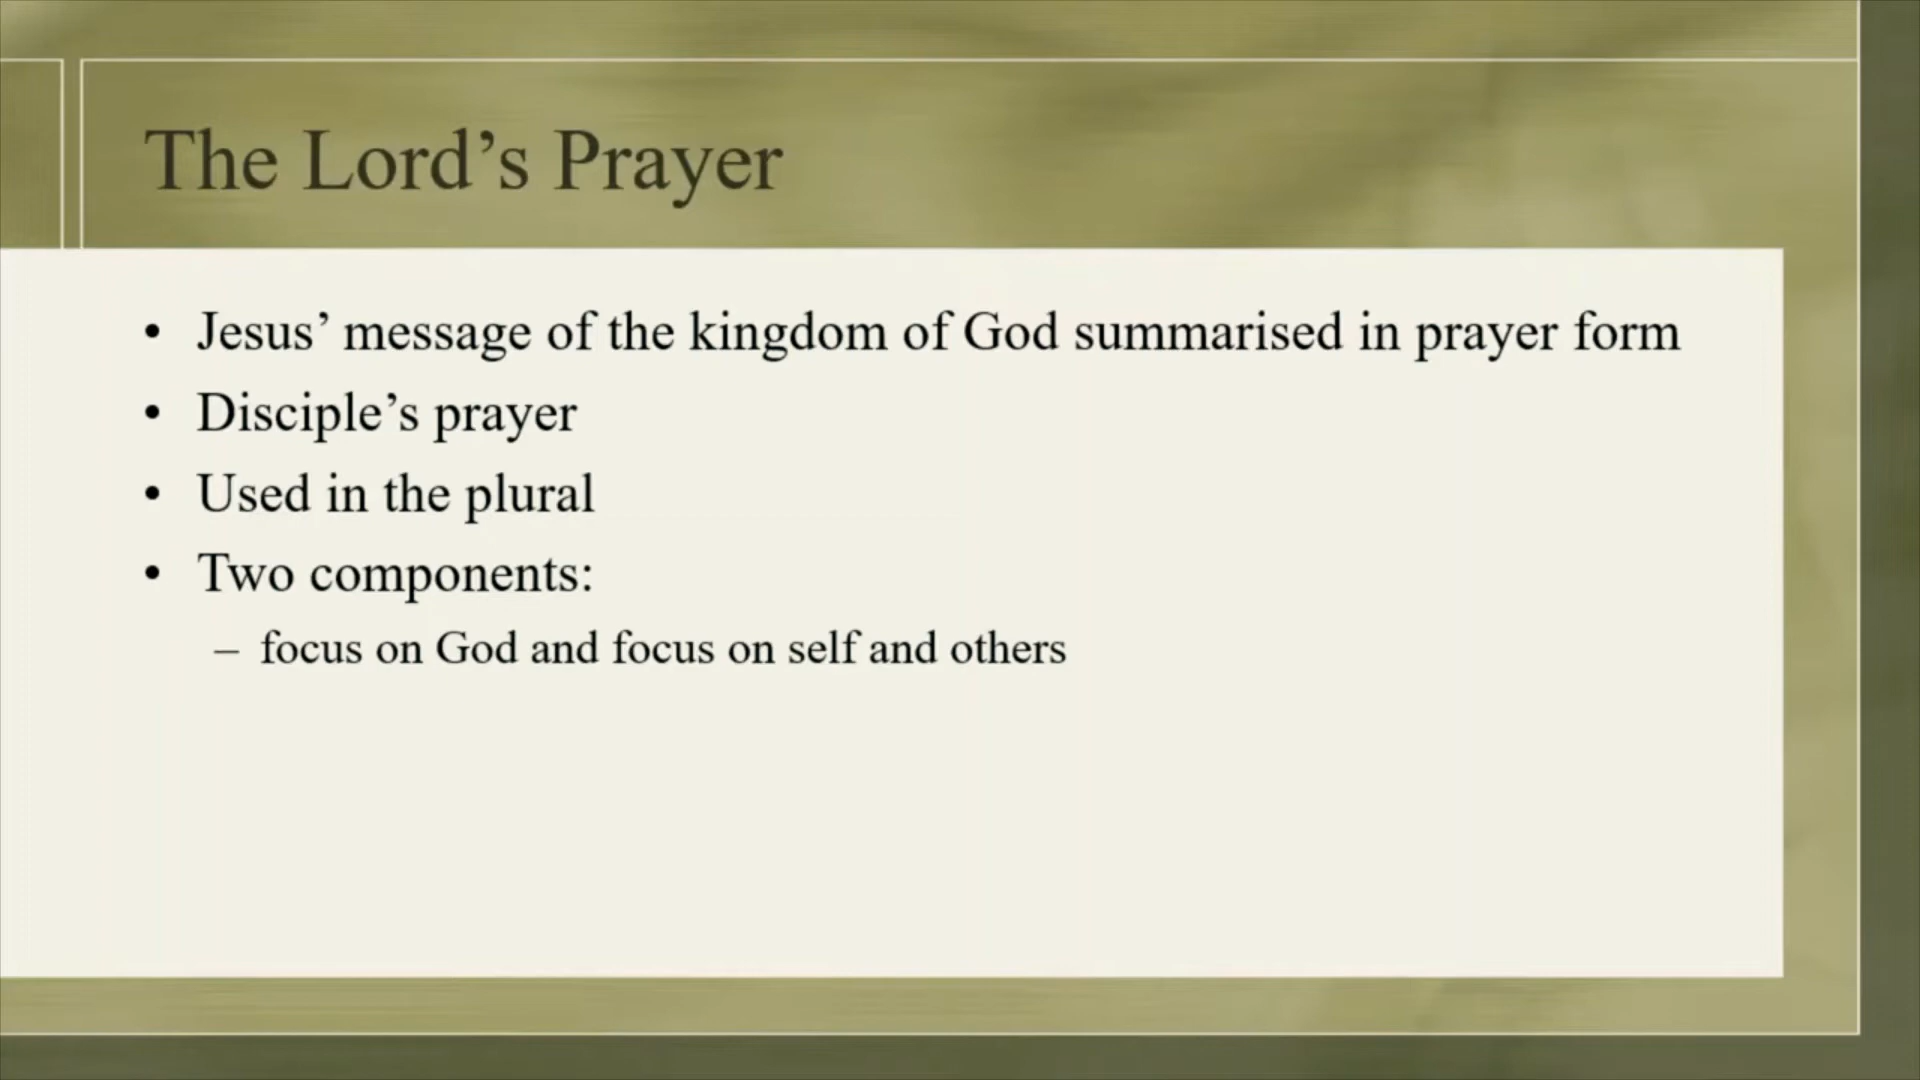 The Lord’s Prayer
• Jesus’ message of the kingdom of God summarised in prayer form
• Disciple’s prayer
• Used in the plural
• Two components:
– focus on God and focus on self and others